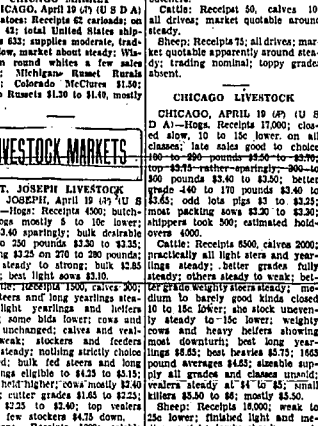 CHICAGO, April 19 (/P) (U S D A)
atoes: Receipts 62 carloads; on
42; total United States ship-
633; supplies moderate, trad-
low, market about steady; Wis-
n round whites a few sales
Michigan Russet Rurals
; Colorado McClures $1.50;
Russets $1.30 to $1.40, mostly
IVESTOCK MARKETS
T. JOSEPH LIVESTOCK
JOSEPH, April 19 (/P) (U
—Hogs: Receipts 4500; butch-
gs mostly 5 to 10c lower;
3.40 sparingly; bulk desirable
to 250 pounds $3.30 to $3.35;
ng $3.25 on 270 to 280 pounds;
steady to strong; bulk $2.85
; best light sows $3.10.
tle: Receipts 1500, calves 300;
teers and long yearlings stea-
light yearlings and heifers
; some bids lower; cows and
unchanged; calves and veal-
weak; stockers and feeders
steady; nothing strictly choice
ed; bulk fed steers and long
ngs eligible to $4.25 to $5.15;
held higher; cows mostly $2.40
; cutter grades $1.65 to $2.25;
$2.25 to $2.40; top vealers
few stockers $4.75 down.
Cattle: Receipt 50, calves 10
all drives; market quotable around
steady.
Sheep: Receipts 75; all drives; mar-
ket quotable apparently around stea-
dy; trading nominal; toppy grades
absent.
CHICAGO LIVESTOCK
CHICAGO, APRIL 19 (/P) (U S
D A)—Hogs. Receipts 17,000; clos-
ed slow, 10 to 15c lower. on all
classes; late sales good to choice
180 to 290 pounds $3.50 to $3.70;
top $3.75 rather sparingly; 300 to
360 pounds $3.40 to $3.50; better
grade 140 to 170 pounds $3.40 to
$3.65; odd lots pigs $3 to $3.25;
most packing sows $3.20 to $3.30;
shippers took 500; estimated hold-
overs 4000.
Cattle: Receipts 6500, calves 2000;
practically all light steers and year-
lings steady; better grades fully
steady; others steady to weak; bet-
ter grade weighty steers steady; me-
dium to barely good kinds closed
10 to 15c lower; she stock uneven-
ly steady to 15c lower; weighty
cows and heavy heifers showing
most downturn; best long year-
lings $6.65; best heavies $5.75; 1663
pound averages $4.65; sizeable sup-
ply all grades and classes unsold;
vealers steady at $4 to $5; small
killers $5.50 to $6; mostly $5.50.
Sheep: Receipts 16,000; weak to
25c lower; finished light and me-